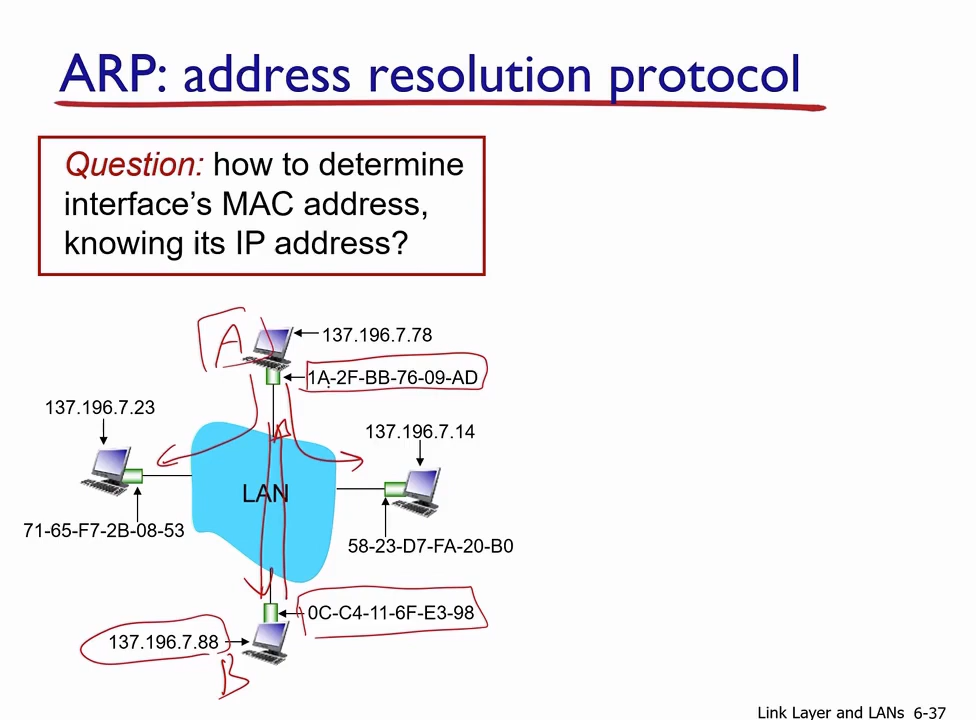 ARP: address resolution protocol
Question: how to determine
interface's MAC address,
knowing its IP address?
A
137.196.7.78
1A-2F-BB-76-09-AD
137.196.7.23
137.196.7.14
LAN
71-65-F7-2B-08-53
58-23-D7-FA-20-B0
0C-C4-11-6F-E3-98
137.196.7.88
B
Link Layer and LANs 6-37